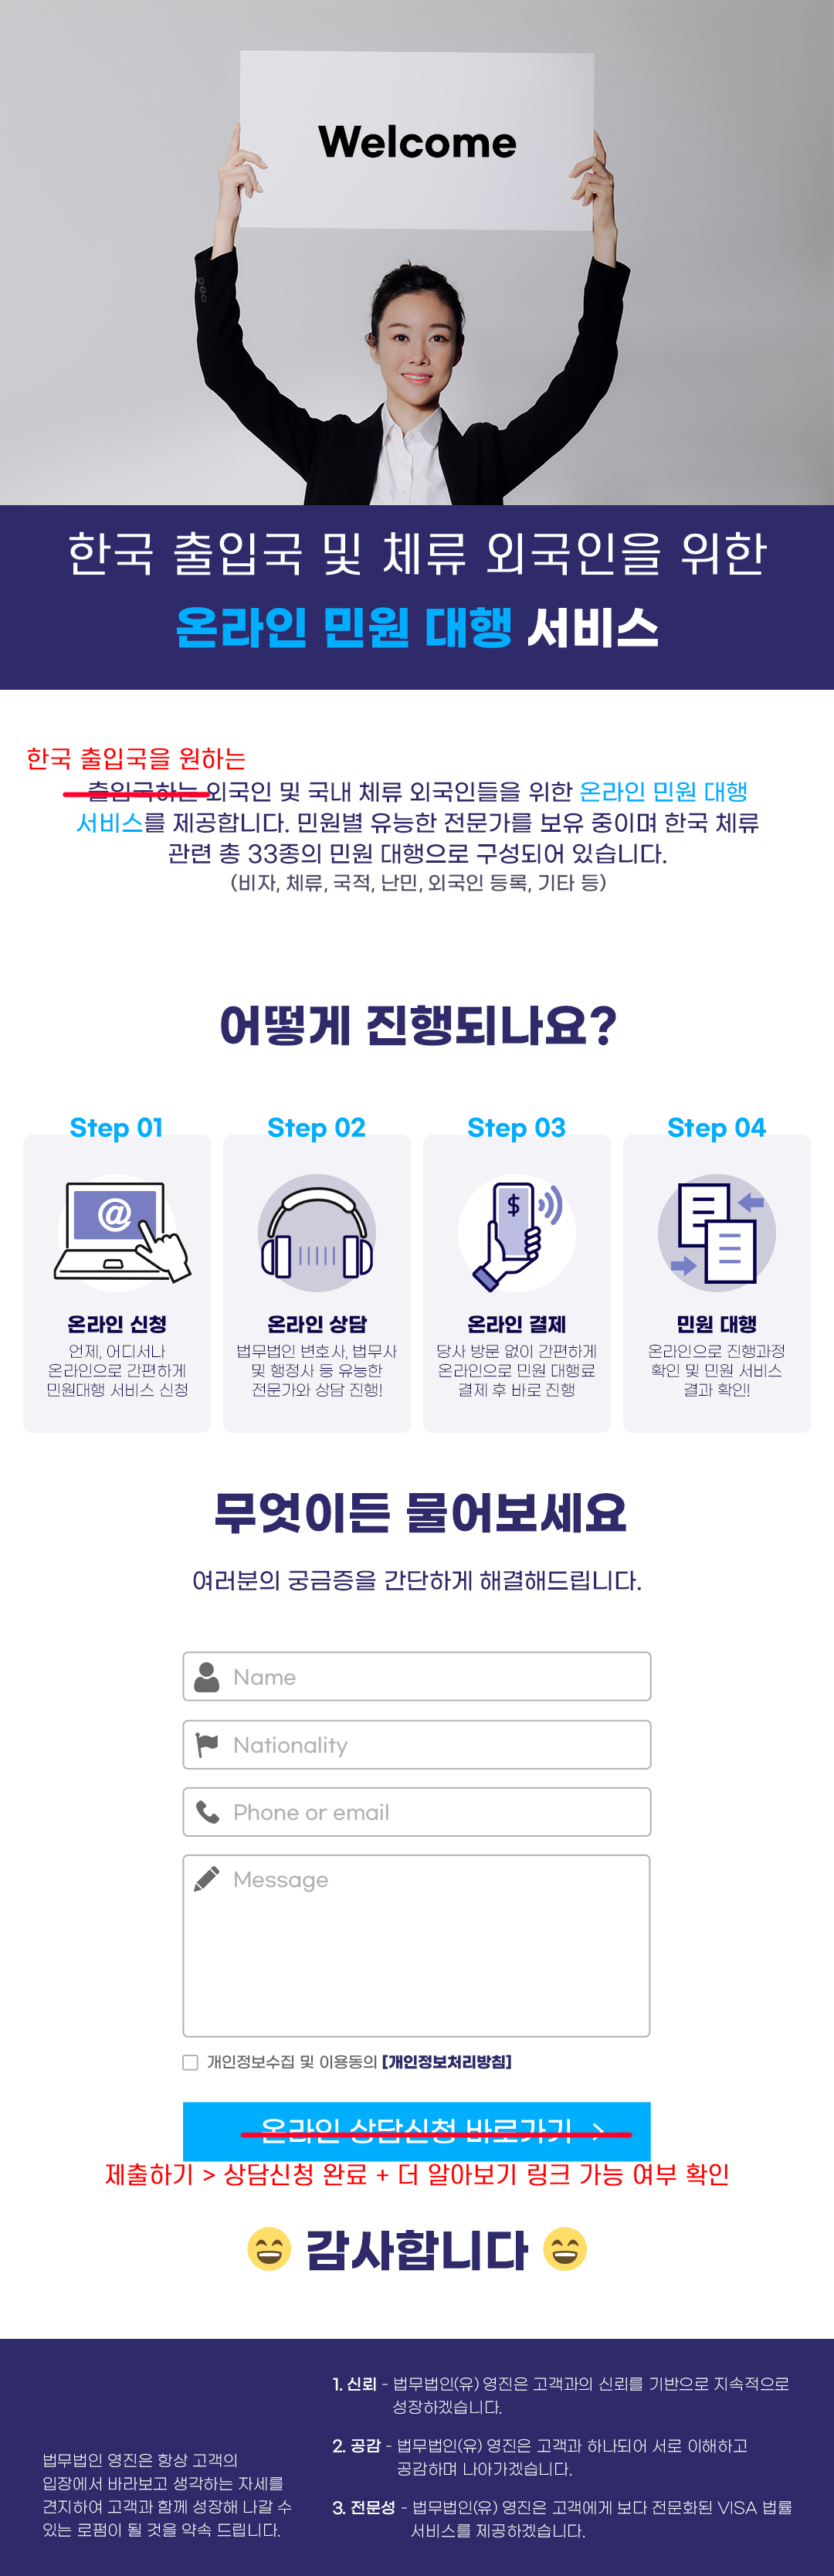 Welcome
한국 출입국 및 체류 외국인을 위한
온라인 민원 대행 서비스
한국 출입국을 원하는
출입국하는 외국인 및 국내 체류 외국인들을 위한 온라인 민원 대행
서비스를 제공합니다. 민원별 유능한 전문가를 보유 중이며 한국 체류
관련 총 33종의 민원 대행으로 구성되어 있습니다.
(비자, 체류, 국적, 난민, 외국인 등록, 기타 등)
어떻게 진행되나요?
Step 01
@
온라인 신청
언제, 어디서나
온라인으로 간편하게
민원대행 서비스 신청
Step 02
온라인 상담
법무법인 변호사, 법무사
및 행정사 등 유능한
전문가와 상담 진행!
Step 03
$
온라인 결제
당사 방문 없이 간편하게
온라인으로 민원 대행료
결제 후 바로 진행
Step 04
민원 대행
온라인으로 진행과정
확인 및 민원 서비스
결과 확인!
무엇이든 물어보세요
여러분의 궁금증을 간단하게 해결해드립니다.
Name
Nationality
Phone or email
Message
개인정보수집 및 이용동의 [개인정보처리방침]
온라인 상담신청 바로가기 >
제출하기 > 상담신청 완료 + 더 알아보기 링크 가능 여부 확인
감사합니다
법무법인 영진은 항상 고객의
입장에서 바라보고 생각하는 자세를
견지하여 고객과 함께 성장해 나갈 수
있는 로펌이 될 것을 약속 드립니다.
1. 신뢰 - 법무법인(유) 영진은 고객과의 신뢰를 기반으로 지속적으로
성장하겠습니다.
2. 공감 - 법무법인(유) 영진은 고객과 하나되어 서로 이해하고
공감하며 나아가겠습니다.
3. 전문성 - 법무법인(유) 영진은 고객에게 보다 전문화된 VISA 법률
서비스를 제공하겠습니다.